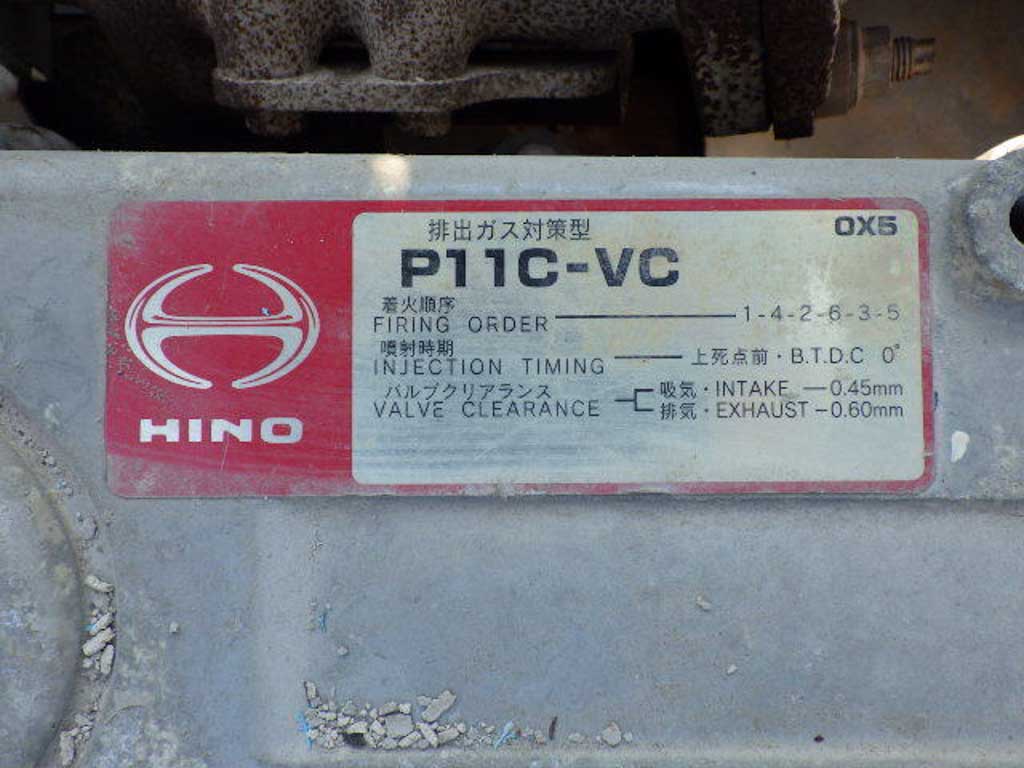 排出ガス対策型
OX5
P11C-VC
着火順序
FIRING ORDER 1-4-2-6-3-5
噴射時期
INJECTION TIMING 上死点前・B.T.D.C 0°
バルブクリアランス
VALVE CLEARANCE
吸気・INTAKE 0.45mm
排気・EXHAUST 0.60mm
HINO